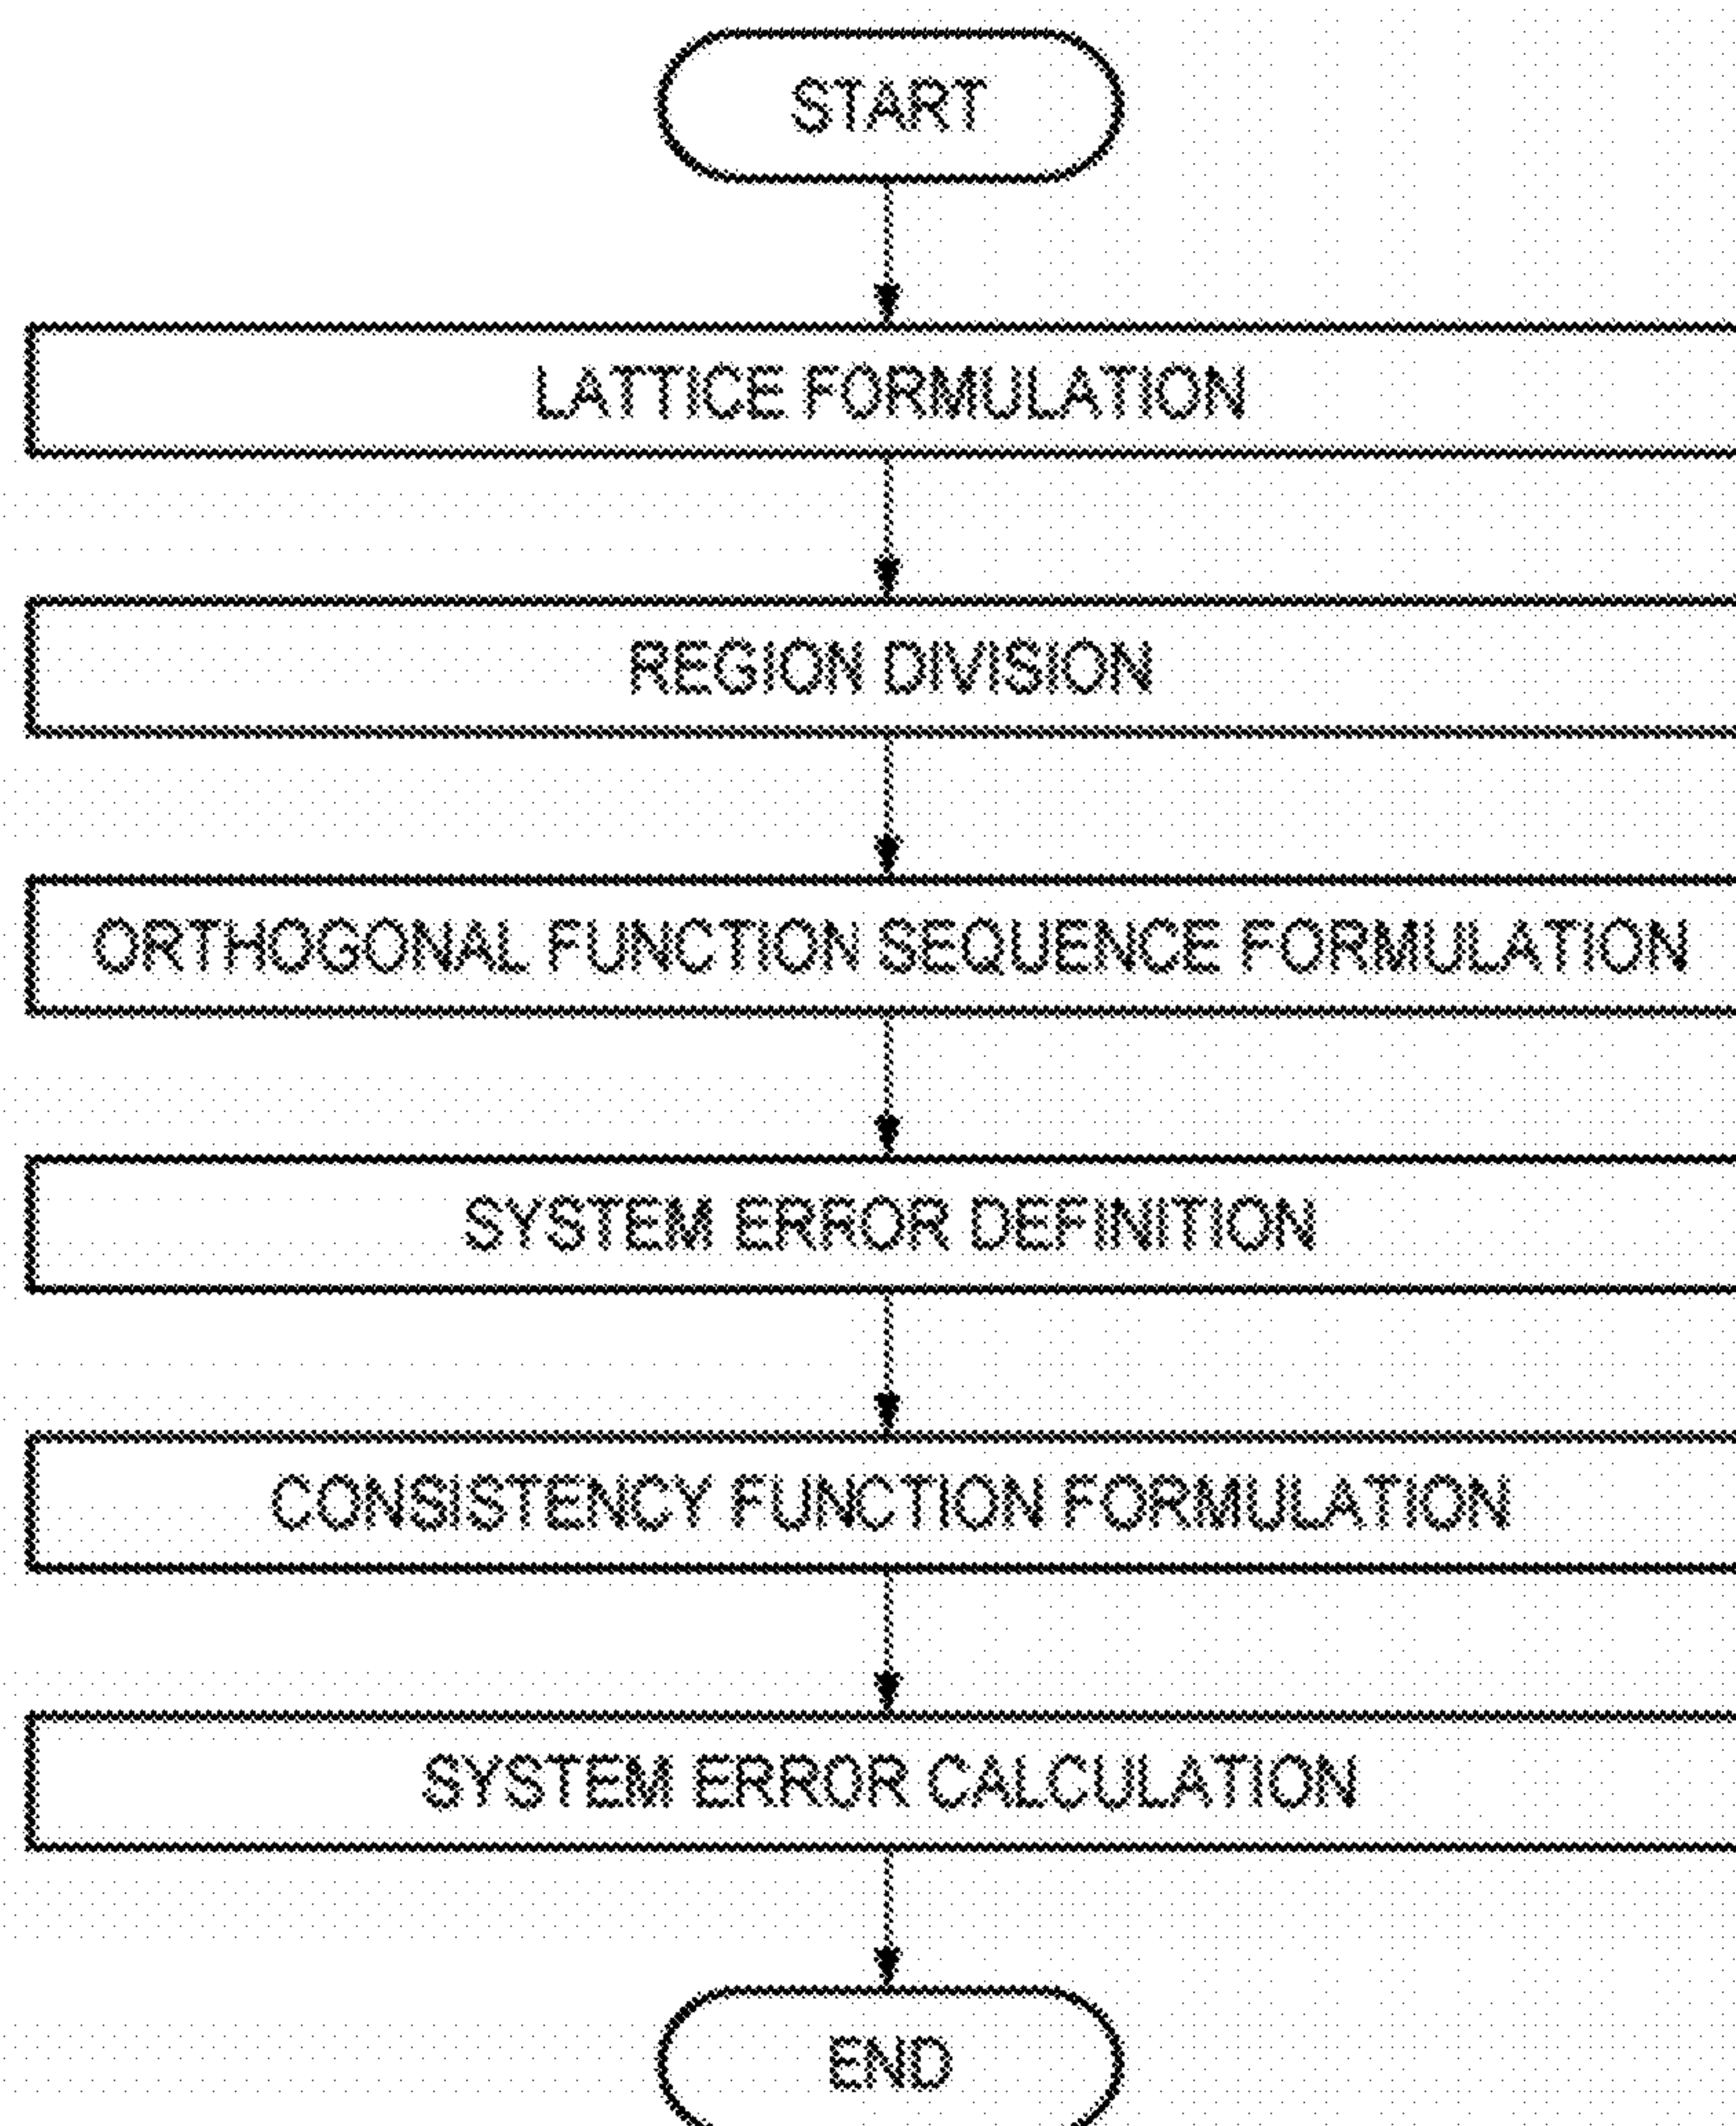 START
LATTICE FORMULATION
REGION DIVISION
ORTHOGONAL FUNCTION SEQUENCE FORMULATION
SYSTEM ERROR DEFINITION
CONSISTENCY FUNCTION FORMULATION
SYSTEM ERROR CALCULATION
END